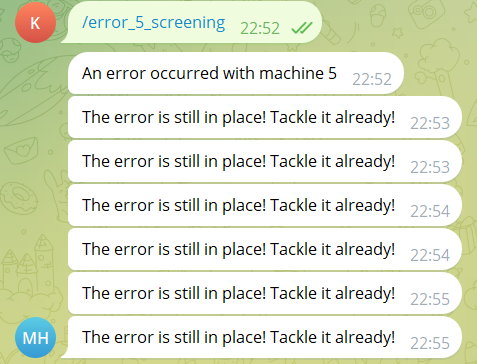 K
/error_5_screening 22:52
An error occurred with machine 5 22:52
The error is still in place! Tackle it already! 22:53
The error is still in place! Tackle it already! 22:53
The error is still in place! Tackle it already! 22:54
The error is still in place! Tackle it already! 22:54
The error is still in place! Tackle it already! 22:55
MH
The error is still in place! Tackle it already! 22:55